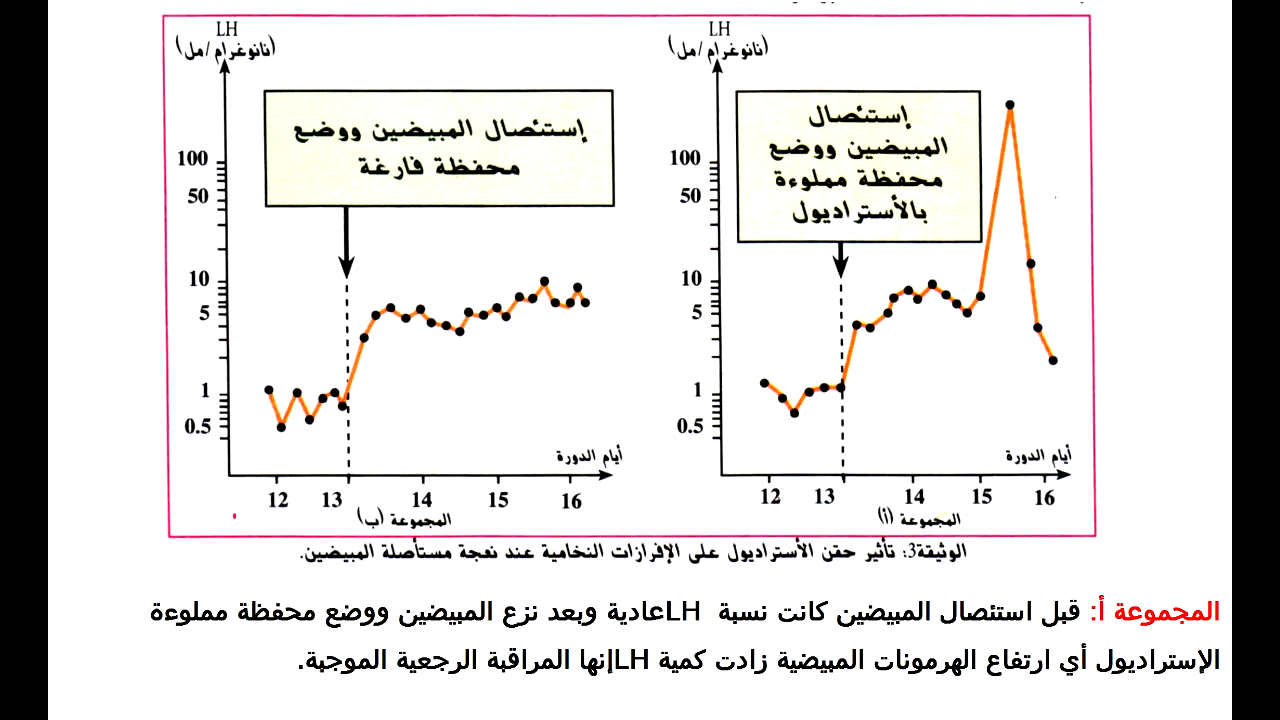 LH
(نانوغرام/مل)
إستئصال
المبيضين ووضع
محفظة مملوءة
بالأستراديول
100
50
10
5
1
0.5
أيام الدورة
12 13 14 15 16
المجموعة (أ)
LH
(نانوغرام/مل)
إستئصال المبيضين ووضع
محفظة فارغة
100
50
10
5
1
0.5
أيام الدورة
12 13 14 15 16
المجموعة (ب)
الوثيقة3: تأثير حقن الأستراديول على الإفرازات النخامية عند نعجة مستأصلة المبيضين.
المجموعة أ: قبل استئصال المبيضين كانت نسبة LHعادية وبعد نزع المبيضين ووضع محفظة مملوءة
الإستراديول أي ارتفاع الهرمونات المبيضية زادت كمية LHإنها المراقبة الرجعية الموجبة.